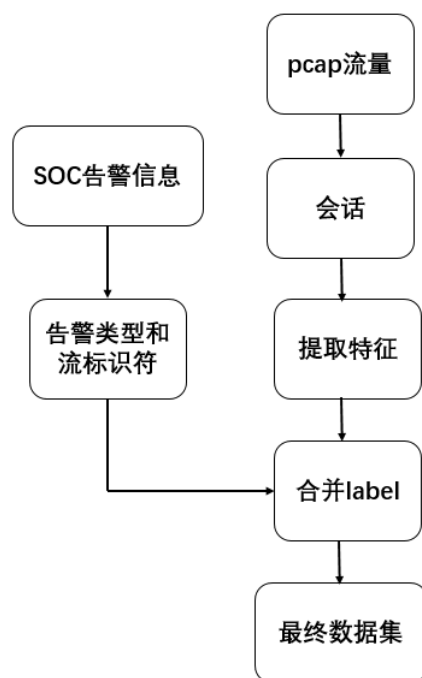 pcap流量
SOC告警信息
会话
告警类型和
流标识符
提取特征
合并label
最终数据集